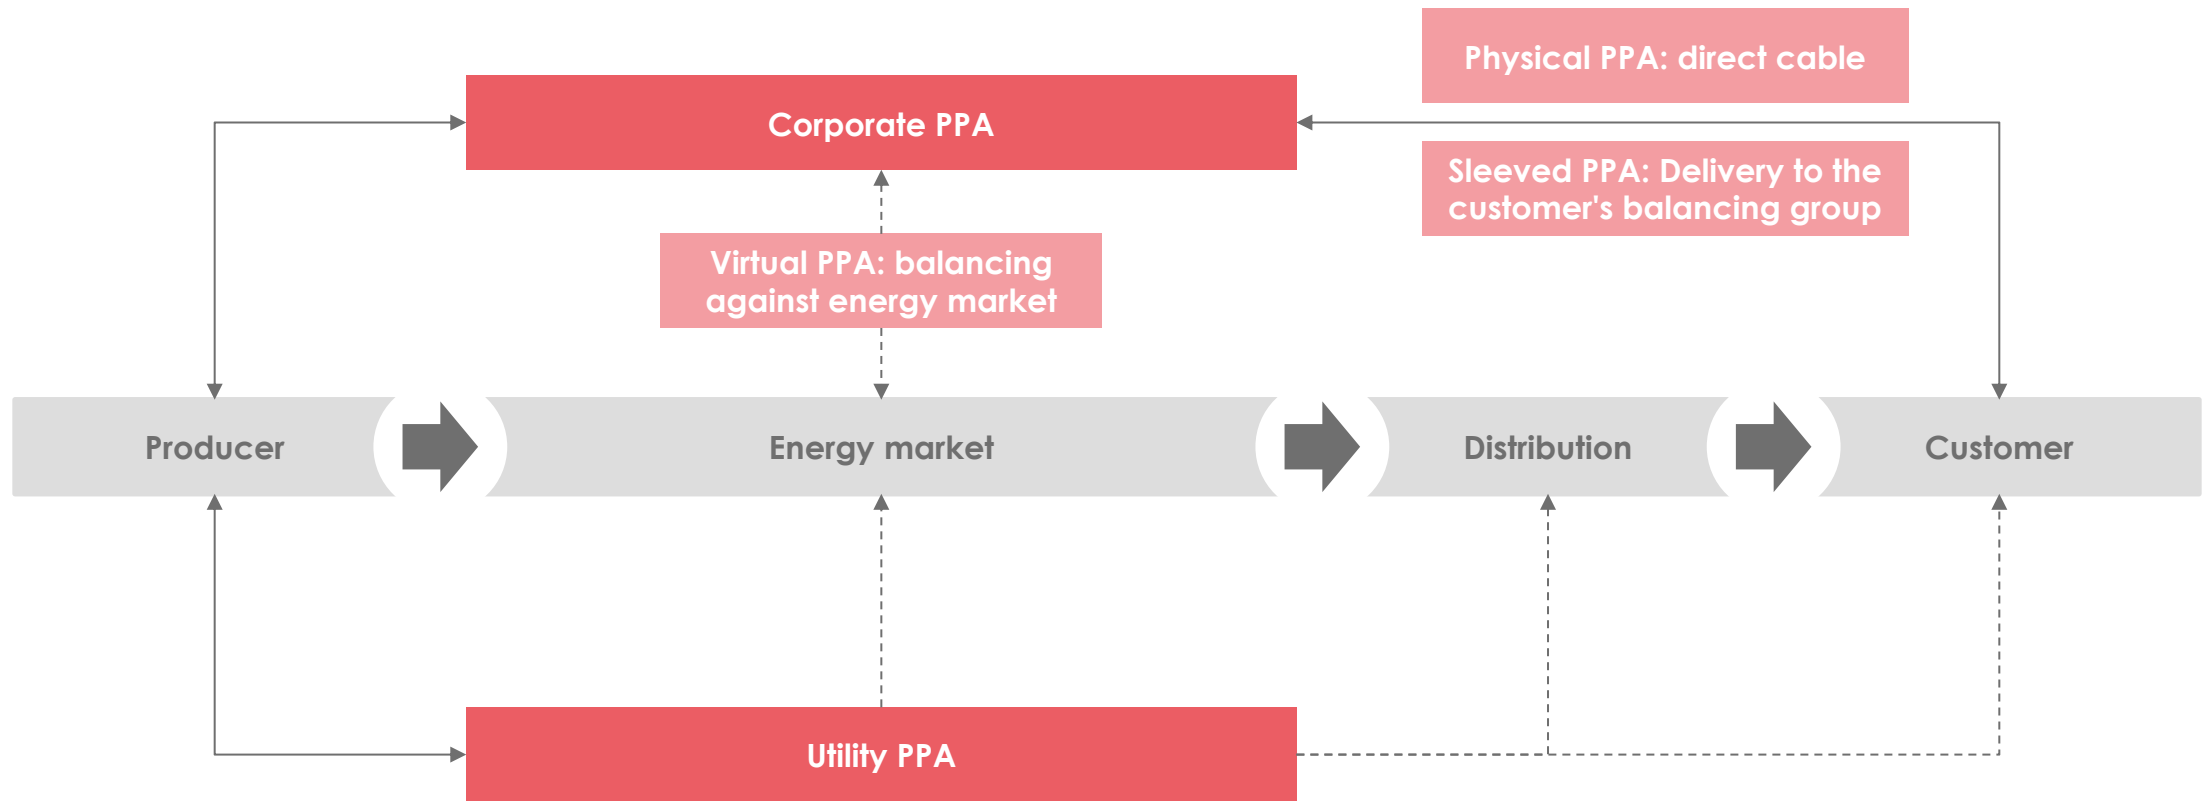 Physical PPA: direct cable
Corporate PPA
Sleeved PPA: Delivery to the
customer's balancing group
Virtual PPA: balancing
against energy market
Producer
Energy market
Distribution
Customer
Utility PPA